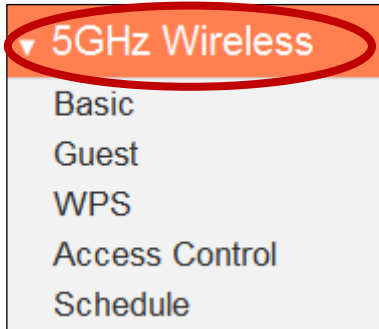 5GHz Wireless
Basic
Guest
WPS
Access Control
Schedule